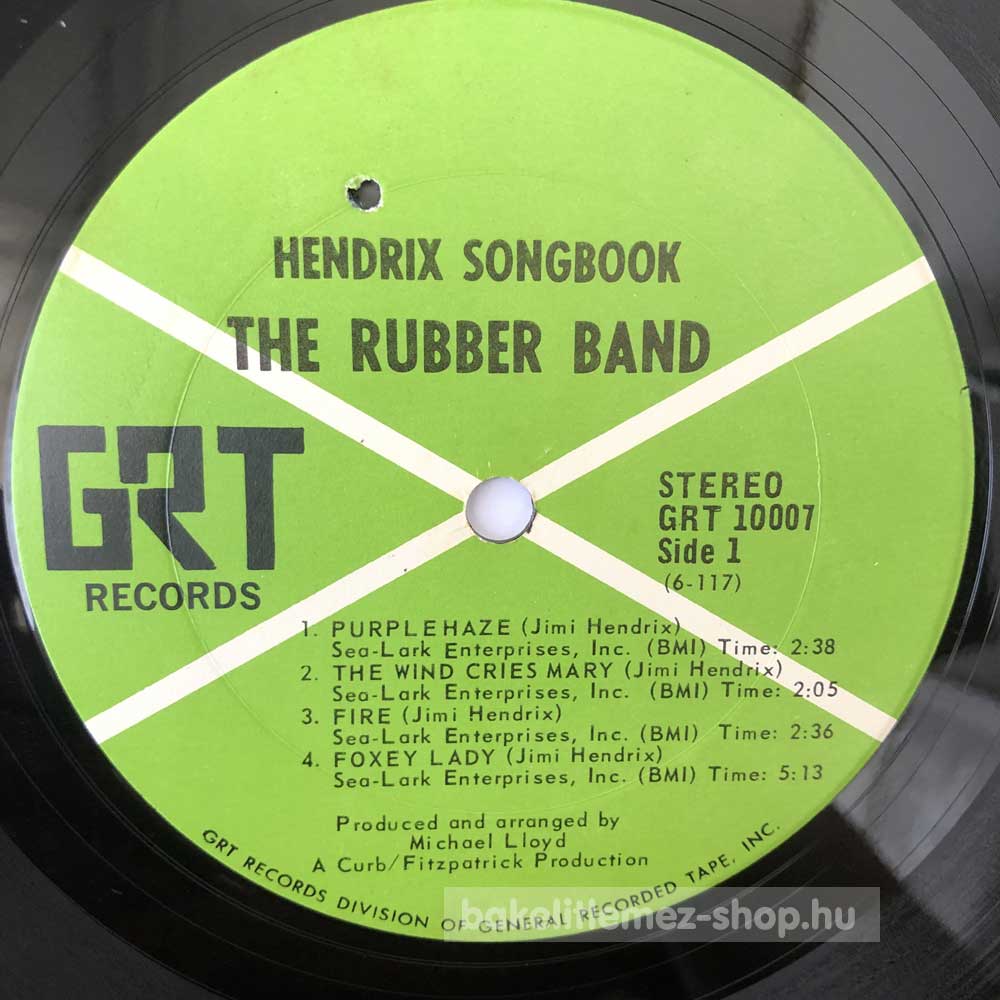 HENDRIX SONGBOOK
THE RUBBER BAND
GRT
RECORDS
STEREO
GRT 10007
Side 1
(6-117)
1. PURPLE HAZE (Jimi Hendrix)
Sea-Lark Enterprises, Inc. (BMI) Time: 2:38
2. THE WIND CRIES MARY (Jimi Hendrix)
Sea-Lark Enterprises, Inc. (BMI) Time: 2:05
3. FIRE (Jimi Hendrix)
Sea-Lark Enterprises, Inc. (BMI) Time: 2:36
4. FOXEY LADY (Jimi Hendrix)
Sea-Lark Enterprises, Inc. (BMI) Time: 5:13
Produced and arranged by
Michael Lloyd
A Curb/Fitzpatrick Production
GRT RECORDS DIVISION OF GENERAL RECORDED TAPE, INC.
bakelitlemez-shop.hu